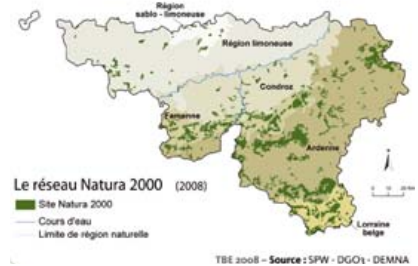 Région
sablo - limoneuse
Région limoneuse
Condroz
Famenne
Ardenne
Le réseau Natura 2000 (2008)
Site Natura 2000
Cours d'eau
Limite de région naturelle
Lorraine
belge
TBE 2008 – Source : SPW - DGO3 - DEMNA